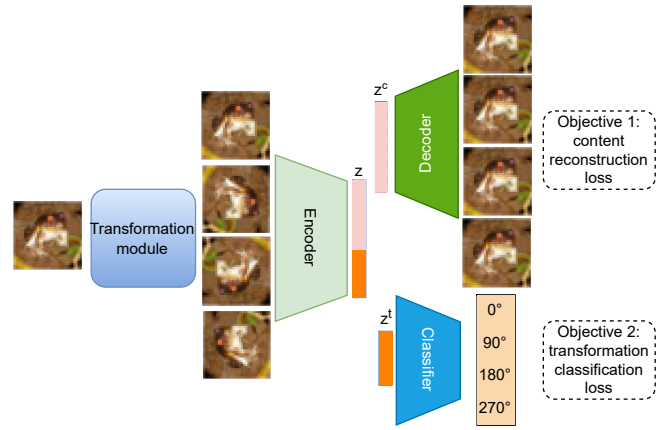 Transformation
module
Encoder
z
z^c
Decoder
Objective 1:
content
reconstruction
loss
z^t
Classifier
0°
90°
180°
270°
Objective 2:
transformation
classification
loss